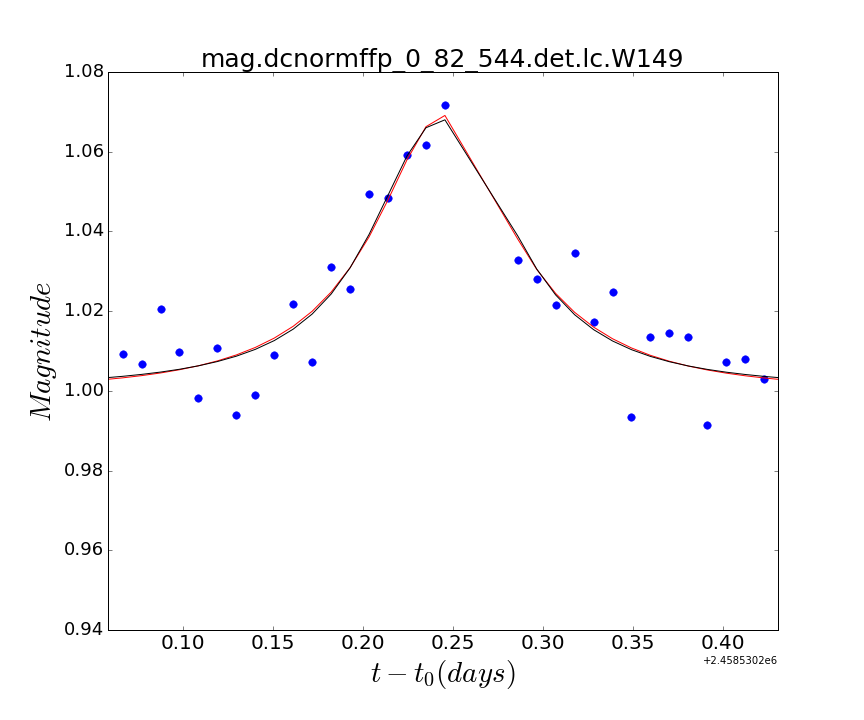 mag.dcnormffp_0_82_544.det.lc.W149
1.08
1.06
1.04
1.02
1.00
0.98
0.96
0.94
Magnitude
0.10 0.15 0.20 0.25 0.30 0.35 0.40
+2.4585302e6
t − t₀(days)